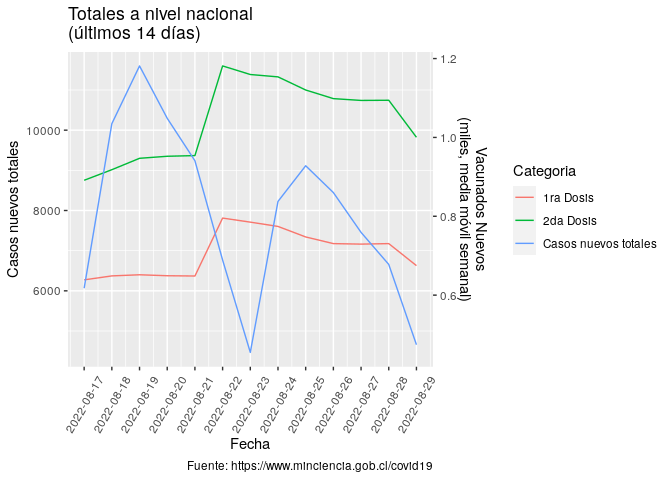 Totales a nivel nacional
(últimos 14 días)
Casos nuevos totales
10000
8000
6000
1.2
1.0
0.8
0.6
Vacunados Nuevos
(miles, media móvil semanal)
2022-08-17
2022-08-18
2022-08-19
2022-08-20
2022-08-21
2022-08-22
2022-08-23
2022-08-24
2022-08-25
2022-08-26
2022-08-27
2022-08-28
2022-08-29
Fecha
Categoria
1ra Dosis
2da Dosis
Casos nuevos totales
Fuente: https://www.minciencia.gob.cl/covid19